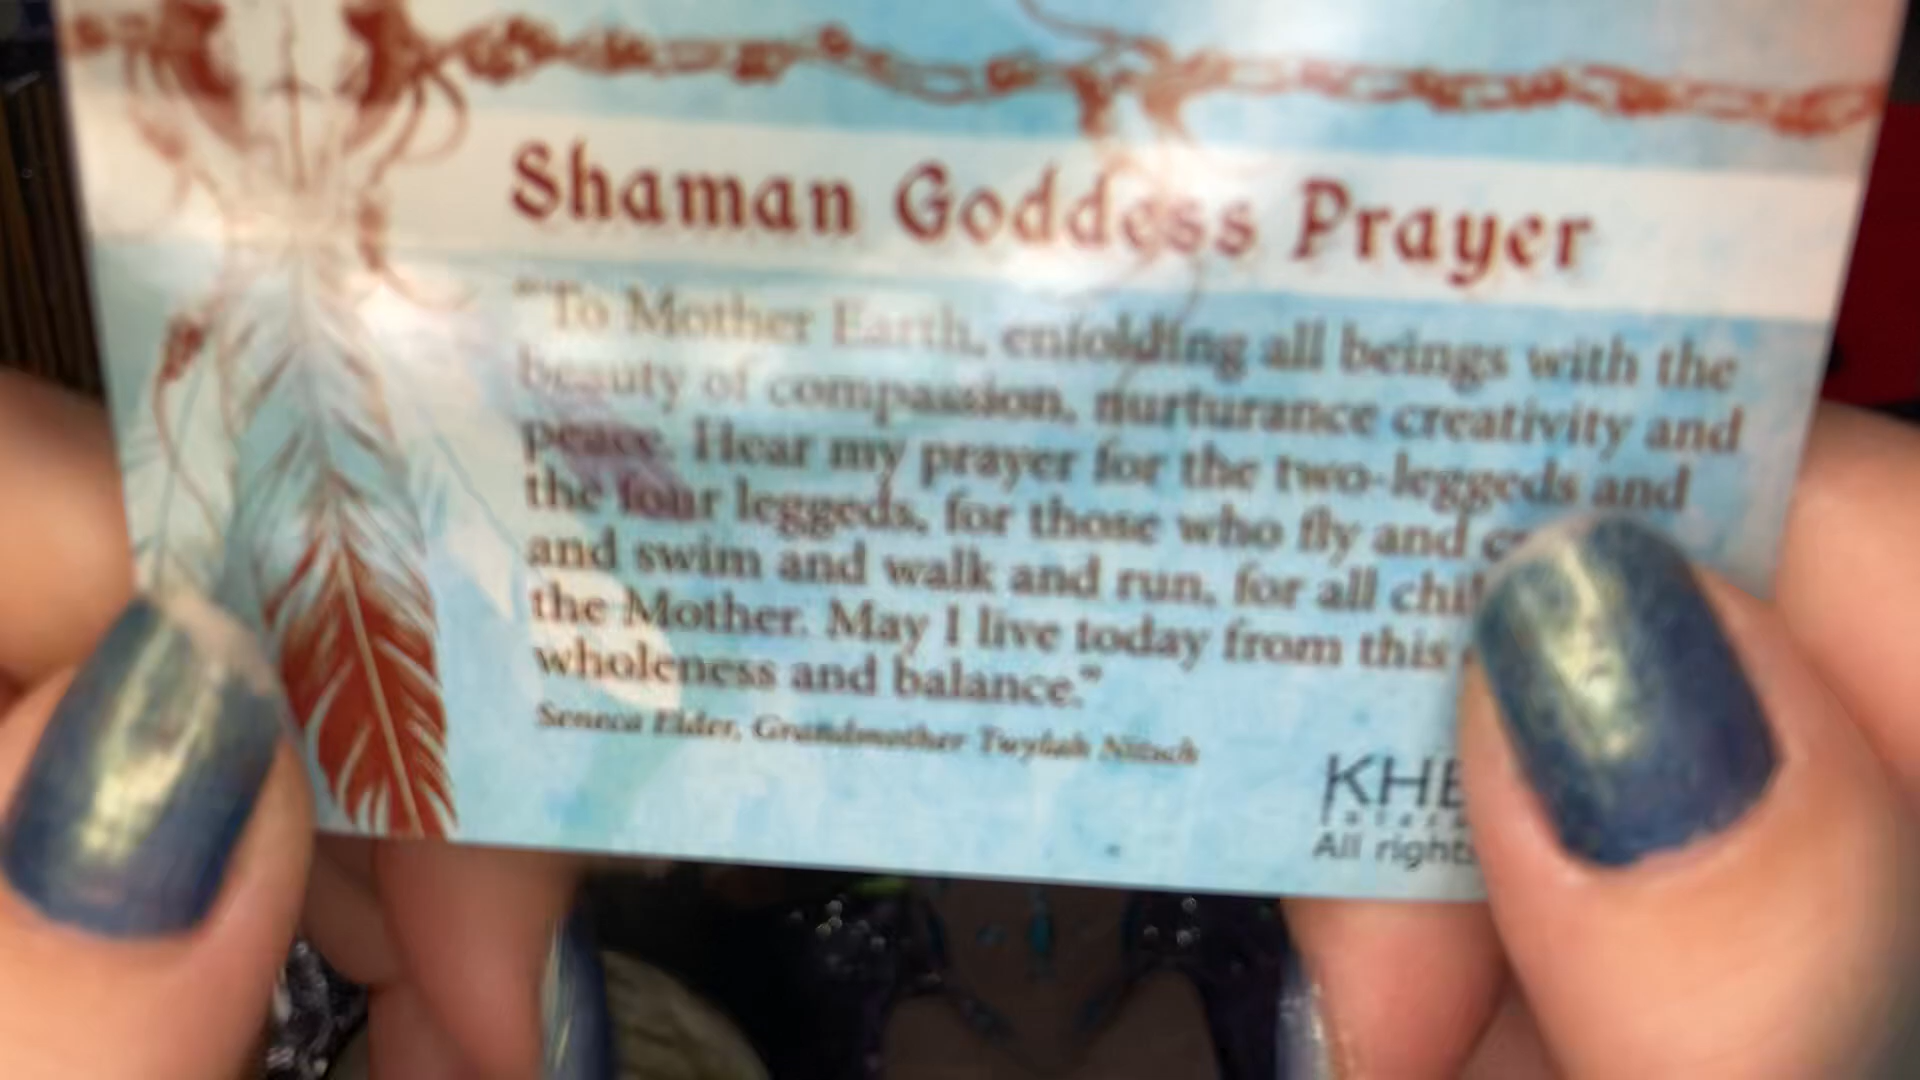 Shaman Goddess Prayer
"To Mother Earth, enfolding all beings with the
beauty of compassion, nurturance creativity and
peace. Hear my prayer for the two-leggeds and
the four leggeds, for those who fly and
and swim and walk and run, for all
the Mother. May I live today from this
wholeness and balance."
Seneca Elder, Grandmother Twylah Nitsch
All rights